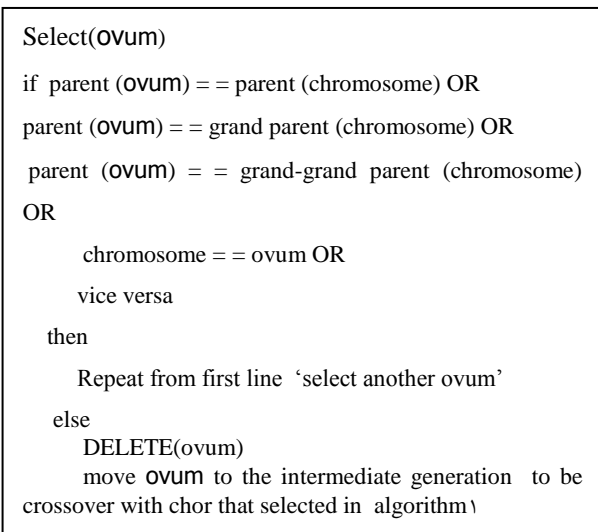 Select(ovum)
if parent (ovum) = = parent (chromosome) OR
parent (ovum) = = grand parent (chromosome) OR
parent (ovum) = = grand-grand parent (chromosome)
OR
chromosome = = ovum OR
vice versa
then
Repeat from first line ‘select another ovum’
else
DELETE(ovum)
move ovum to the intermediate generation to be
crossover with chor that selected in algorithm١